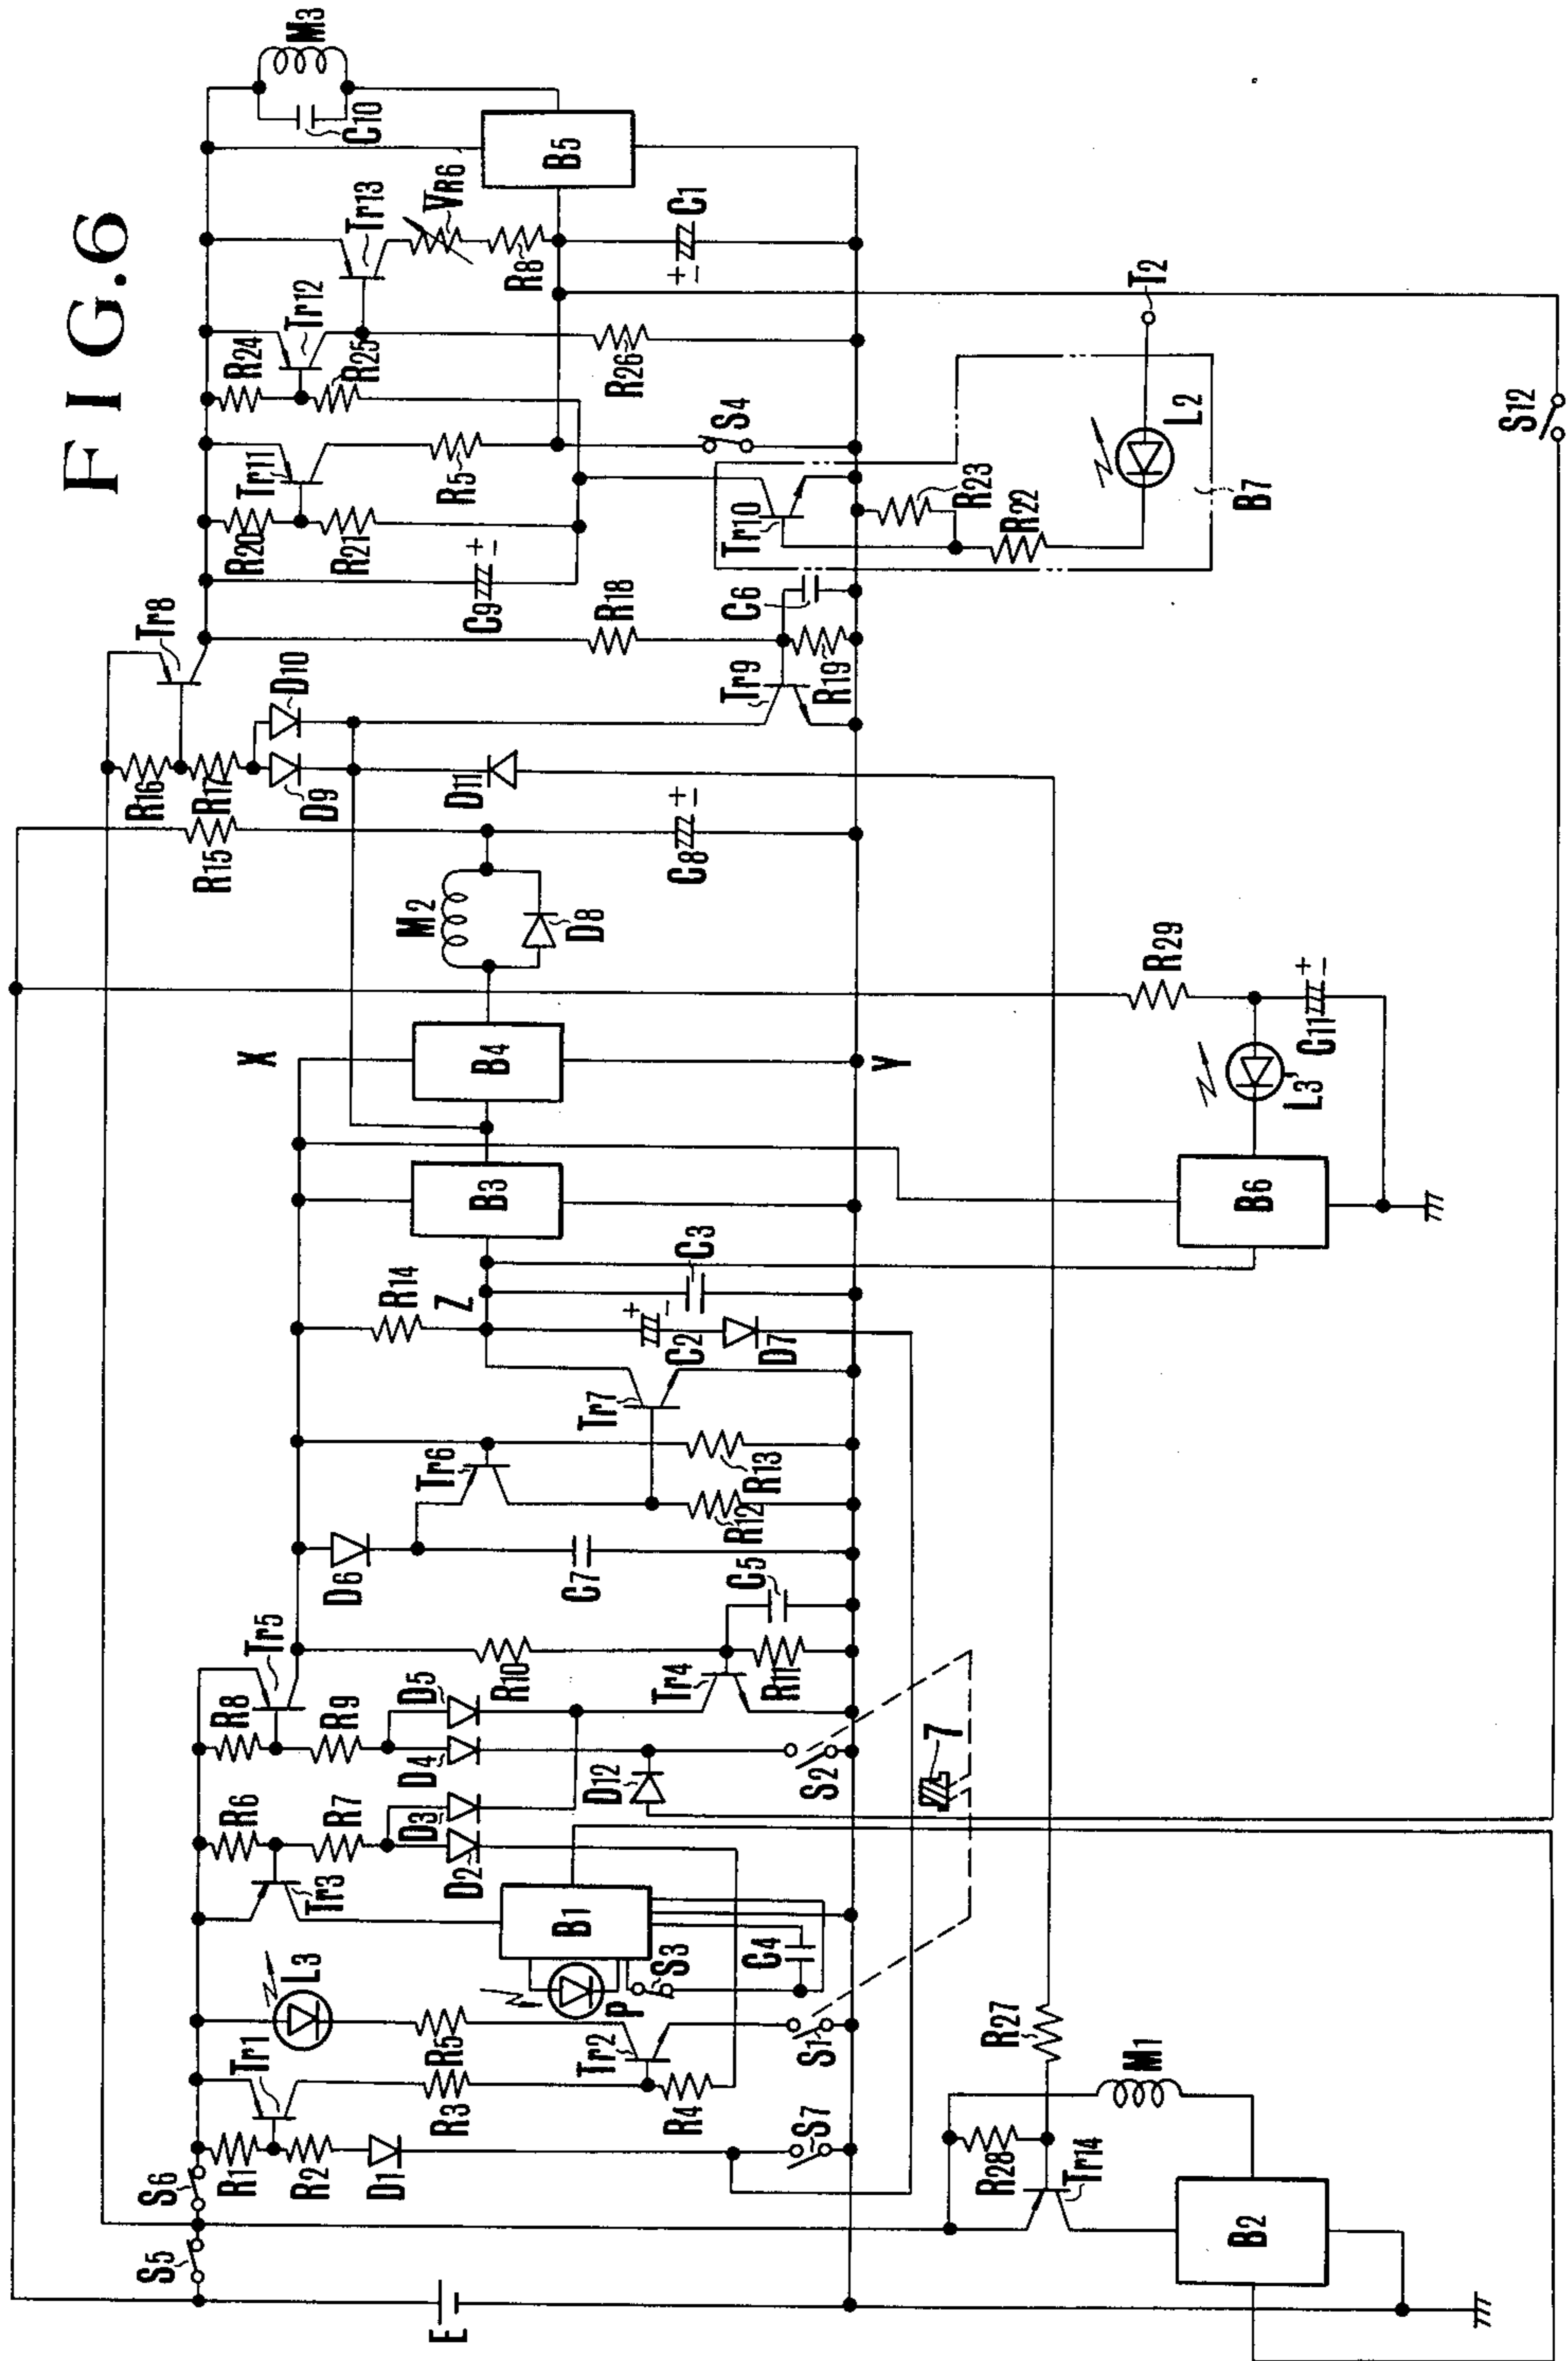 FIG.6
E
S5
S6
R1
R2
D1
S7
Tr1
R3
R4
L3
R5
Tr2
S1
P
S3
C4
B1
Tr3
R6
R7
D2
D3
R8
R9
D4
D5
D12
S2
7
Tr5
R10
Tr4
R11
C5
D6
C7
Tr6
R12
R13
Tr7
R14
Z
C2
+
-
D7
C3
B3
X
B4
Y
M2
D8
R15
C8
+
-
R16
R17
D9
D10
D11
Tr8
Tr9
R18
R19
C6
C9
+
-
R20
R21
Tr11
R5
S4
Tr10
R23
R22
L2
B7
T2
R24
R25
Tr12
R26
Tr13
VR6
R8
C1
+
-
B5
C10
M3
S12
R29
C11
+
-
L3
B6
R27
R28
Tr14
M1
B2